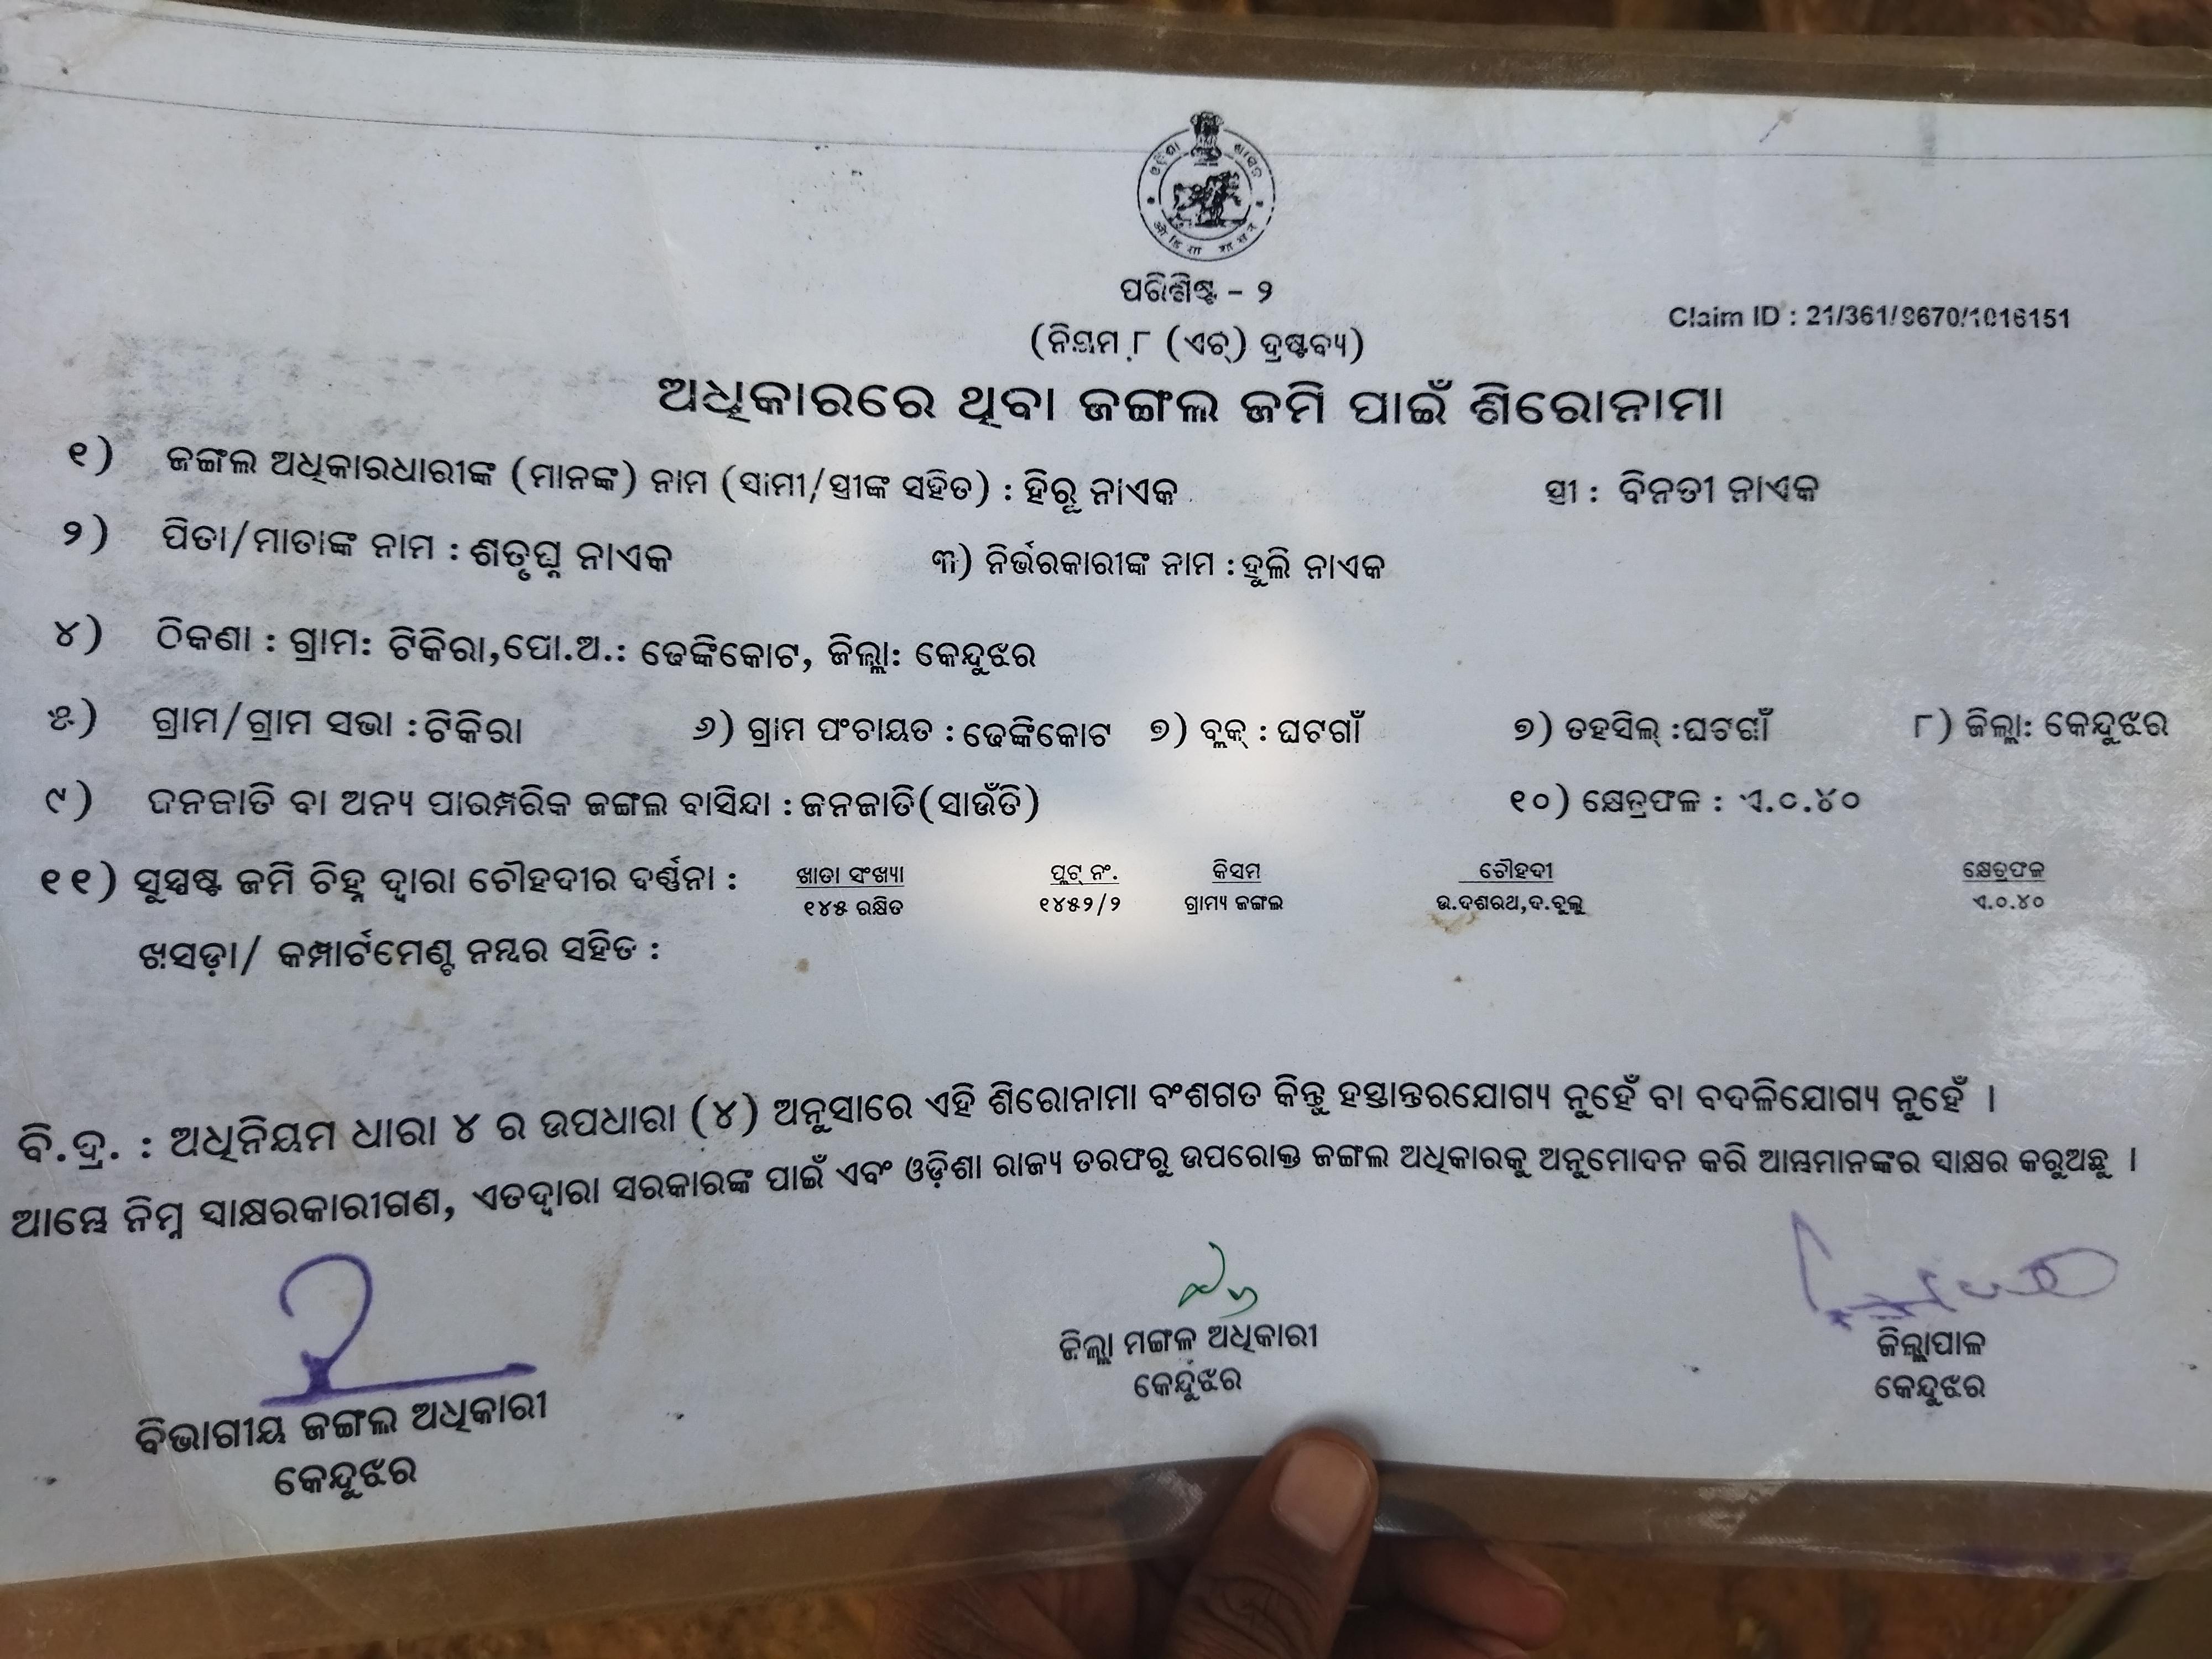 ଓଡ଼ିଶା ଶାସନ
ओडिशा शासन
ପରିଶିଷ୍ଟ - ୨
Claim ID : 21/361/9670/1016151
(ନିୟମ ୮ (ଏଚ୍) ଦ୍ରଷ୍ଟବ୍ୟ)
ଅଧିକାରରେ ଥିବା ଜଙ୍ଗଲ ଜମି ପାଇଁ ଶିରୋନାମା
୧) ଜଙ୍ଗଲ ଅଧିକାରଧାରୀଙ୍କ (ମାନଙ୍କ) ନାମ (ସାମୀ/ସ୍ତ୍ରୀଙ୍କ ସହିତ) : ହିରୁ ନାଏକ ସ୍ତ୍ରୀ : ବିନତୀ ନାଏକ
୨) ପିତା/ମାତାଙ୍କ ନାମ : ଶତୃଘ୍ନ ନାଏକ ୩) ନିର୍ଭରକାରୀଙ୍କ ନାମ : ହୁଲି ନାଏକ
୪) ଠିକଣା : ଗ୍ରାମ: ଟିକିରା,ପୋ.ଅ.: ଢେଙ୍କିକୋଟ, ଜିଲ୍ଲା: କେନ୍ଦୁଝର
୫) ଗ୍ରାମ/ଗ୍ରାମ ସଭା : ଟିକିରା ୬) ଗ୍ରାମ ପଂଚାୟତ : ଢେଙ୍କିକୋଟ ୭) ବ୍ଲକ୍ : ଘଟଗାଁ ୭) ତହସିଲ୍ :ଘଟଗାଁ ୮) ଜିଲ୍ଲା: କେନ୍ଦୁଝର
୯) ଜନଜାତି ବା ଅନ୍ୟ ପାରମ୍ପରିକ ଜଙ୍ଗଲ ବାସିନ୍ଦା : ଜନଜାତି(ସାଉଁତି) ୧୦) କ୍ଷେତ୍ରଫଳ : ଏ.୦.୪୦
୧୧) ସୁସ୍ପଷ୍ଟ ଜମି ଚିହ୍ନ ଦ୍ୱାରା ଚୌହଦୀର ବର୍ଣ୍ଣନା : ଖାତା ସଂଖ୍ୟା ପ୍ଲଟ୍ ନଂ. କିସମ ଚୌହଦୀ କ୍ଷେତ୍ରଫଳ
୧୪୫ ରକ୍ଷିତ ୧୪୫୨/୨ ଗ୍ରାମ୍ୟ ଜଙ୍ଗଲ ଉ.ଦଶରଥ,ଦ.ବୁଲୁ ଏ.୦.୪୦
ଖସଡ଼ା/ କମ୍ପାର୍ଟମେଣ୍ଟ ନମ୍ବର ସହିତ :
ବି.ଦ୍ର. : ଅଧିନିୟମ ଧାରା ୪ ର ଉପଧାରା (୪) ଅନୁସାରେ ଏହି ଶିରୋନାମା ବଂଶଗତ କିନ୍ତୁ ହସ୍ତାନ୍ତରଯୋଗ୍ୟ ନୁହେଁ ବା ବଦଳିଯୋଗ୍ୟ ନୁହେଁ ।
ଆମ୍ଭେ ନିମ୍ନ ସ୍ୱାକ୍ଷରକାରୀଗଣ, ଏତଦ୍ଵାରା ସରକାରଙ୍କ ପାଇଁ ଏବଂ ଓଡ଼ିଶା ରାଜ୍ୟ ତରଫରୁ ଉପରୋକ୍ତ ଜଙ୍ଗଲ ଅଧିକାରକୁ ଅନୁମୋଦନ କରି ଆମ୍ଭମାନଙ୍କର ସ୍ୱାକ୍ଷର କରୁଅଛୁ ।
ବିଭାଗୀୟ ଜଙ୍ଗଲ ଅଧିକାରୀ
କେନ୍ଦୁଝର
ଜିଲ୍ଲା ମଙ୍ଗଳ ଅଧିକାରୀ
କେନ୍ଦୁଝର
ଜିଲ୍ଲାପାଳ
କେନ୍ଦୁଝର